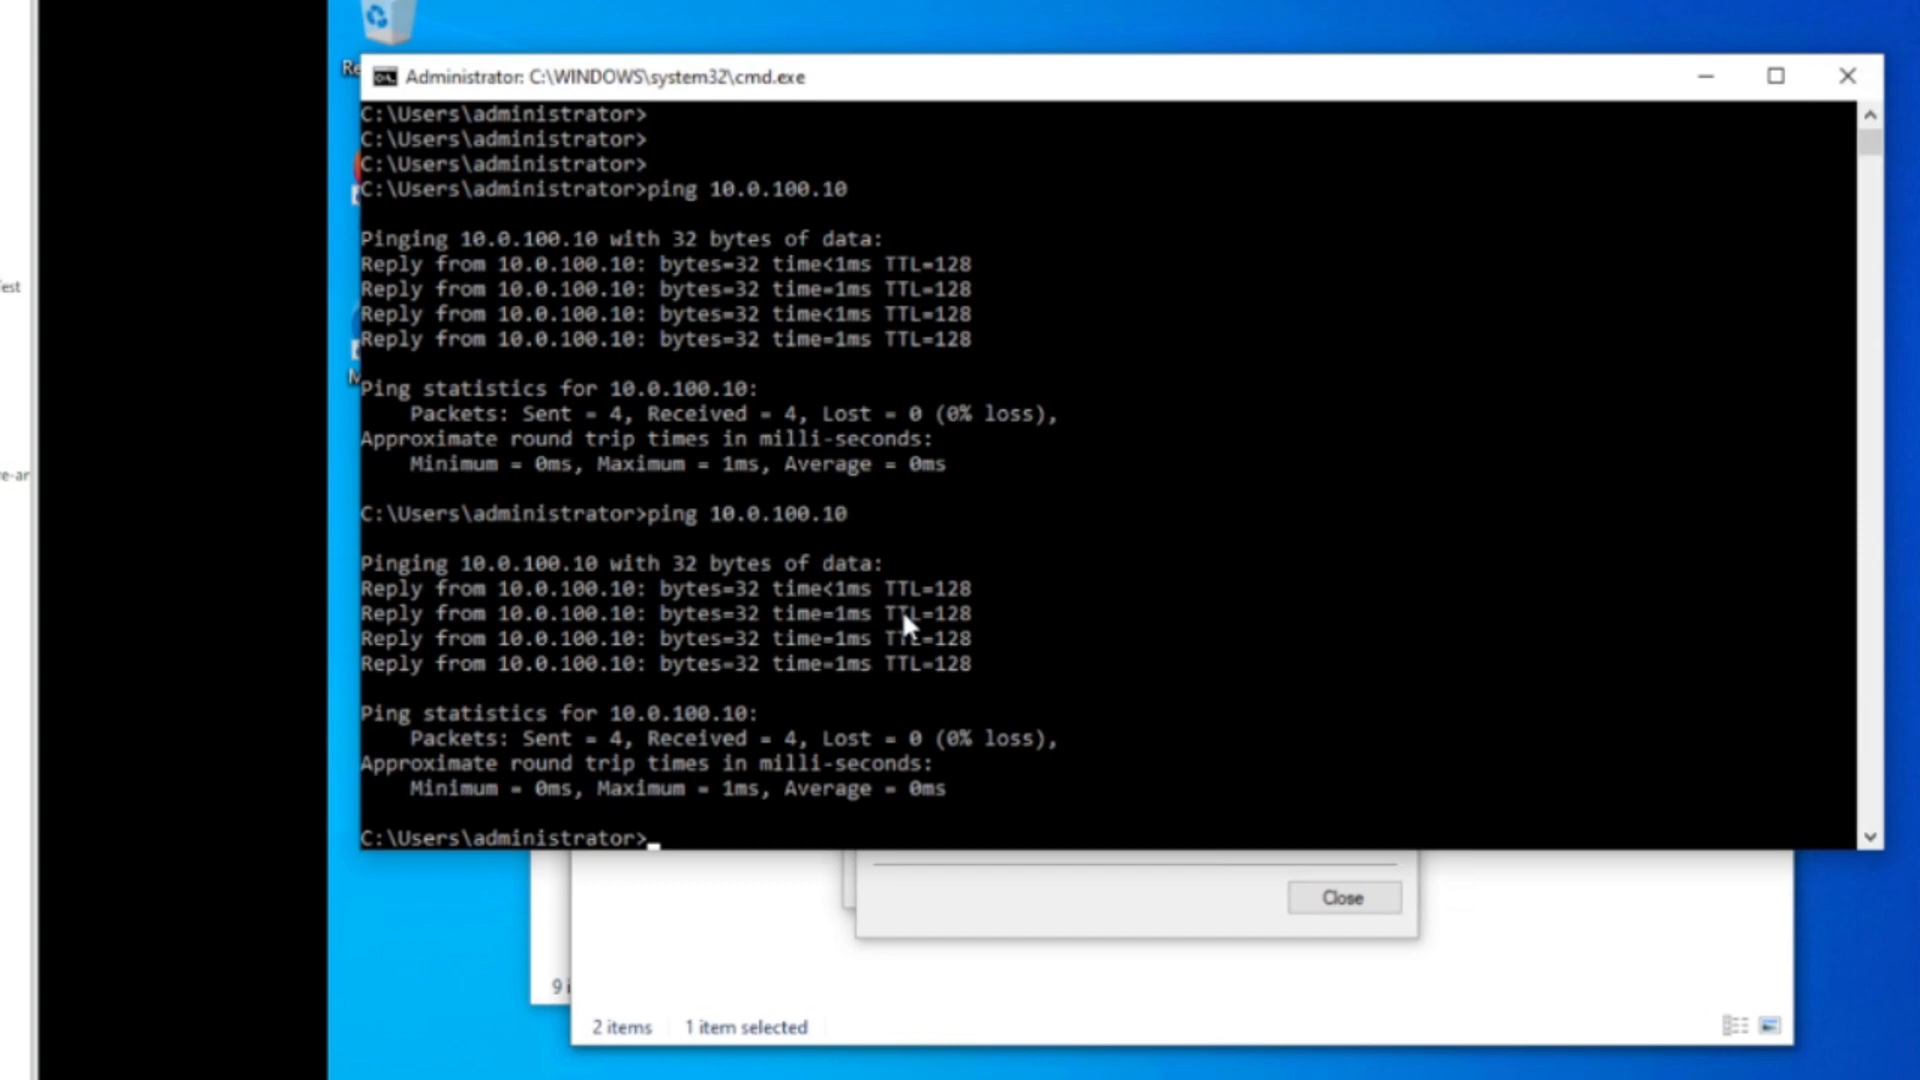 Re
Administrator: C:\WINDOWS\system32\cmd.exe
C:\Users\administrator>
C:\Users\administrator>
C:\Users\administrator>
C:\Users\administrator>ping 10.0.100.10
Pinging 10.0.100.10 with 32 bytes of data:
Reply from 10.0.100.10: bytes=32 time<1ms TTL=128
Reply from 10.0.100.10: bytes=32 time=1ms TTL=128
Reply from 10.0.100.10: bytes=32 time<1ms TTL=128
Reply from 10.0.100.10: bytes=32 time=1ms TTL=128
Ping statistics for 10.0.100.10:
Packets: Sent = 4, Received = 4, Lost = 0 (0% loss),
Approximate round trip times in milli-seconds:
Minimum = 0ms, Maximum = 1ms, Average = 0ms
C:\Users\administrator>ping 10.0.100.10
Pinging 10.0.100.10 with 32 bytes of data:
Reply from 10.0.100.10: bytes=32 time<1ms TTL=128
Reply from 10.0.100.10: bytes=32 time=1ms TTL=128
Reply from 10.0.100.10: bytes=32 time=1ms TTL=128
Reply from 10.0.100.10: bytes=32 time=1ms TTL=128
Ping statistics for 10.0.100.10:
Packets: Sent = 4, Received = 4, Lost = 0 (0% loss),
Approximate round trip times in milli-seconds:
Minimum = 0ms, Maximum = 1ms, Average = 0ms
C:\Users\administrator>
Close
9 i
2 items 1 item selected